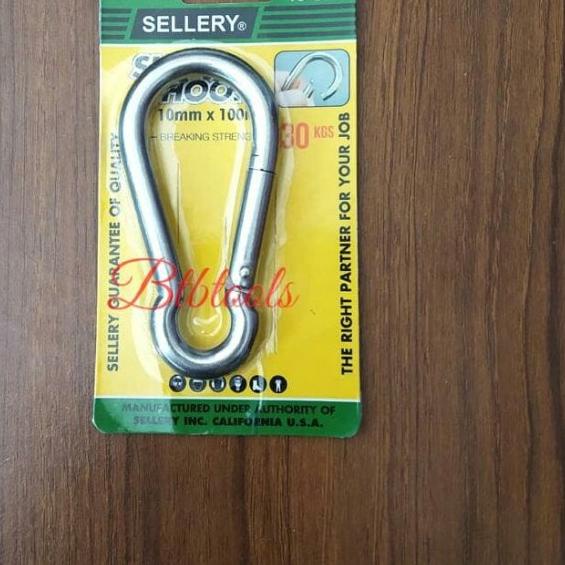 SELLERY®
HOOK
10mm x 100
BREAKING STRENG
30 KGS
SELLERY GUARANTEE OF QUALITY
THE RIGHT PARTNER FOR YOUR JOB
Btbtools
MANUFACTURED UNDER AUTHORITY OF
SELLERY INC. CALIFORNIA U.S.A.